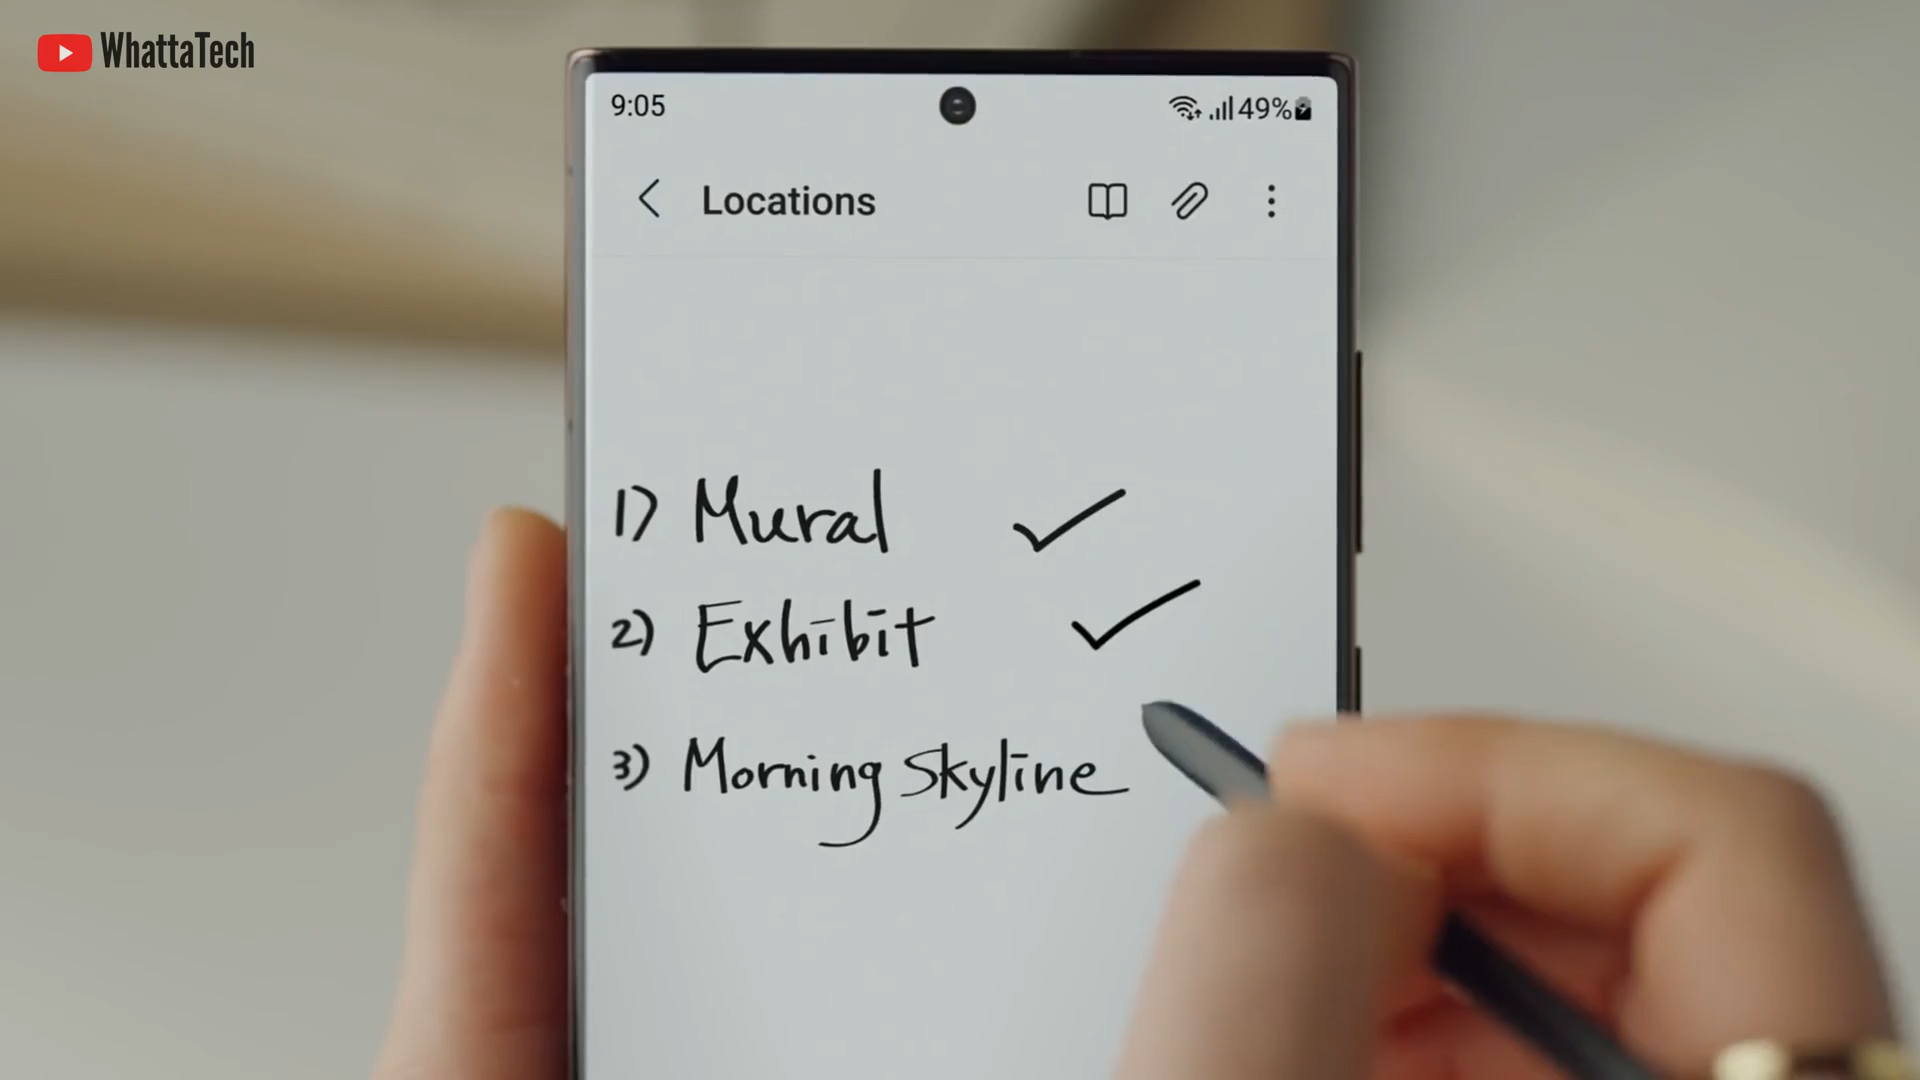 WhattaTech
9:05 49%
Locations
1) Mural
2) Exhibit
3) Morning Skyline